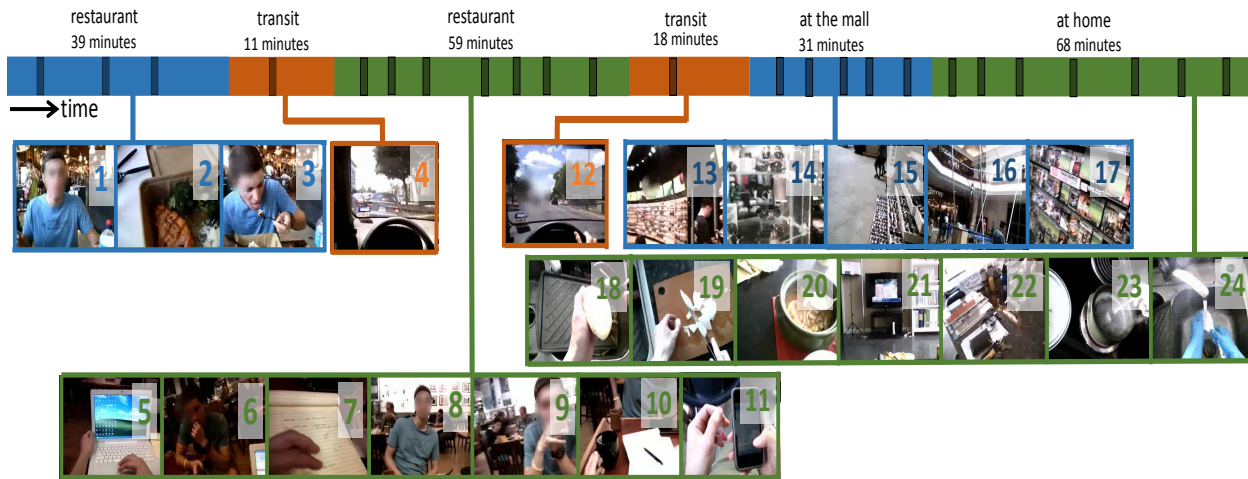 restaurant
39 minutes
transit
11 minutes
restaurant
59 minutes
transit
18 minutes
at the mall
31 minutes
at home
68 minutes
time
1
2
3
4
12
13
14
15
16
17
18
19
20
21
22
23
24
5
6
7
8
9
10
11